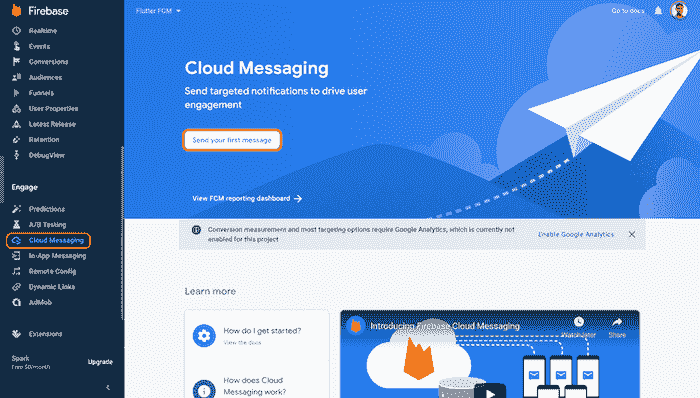 Firebase
Realtime
Events
Conversions
Audiences
Funnels
User Properties
Latest Release
Retention
DebugView
Engage
Predictions
A/B Testing
Cloud Messaging
In-App Messaging
Remote Config
Dynamic Links
AdMob
Extensions
Spark
Free $0/month
Upgrade
Flutter FCM
Go to docs
Cloud Messaging
Send targeted notifications to drive user
engagement
Send your first message
View FCM reporting dashboard
Conversion measurement and most targeting options require Google Analytics, which is currently not
enabled for this project
Enable Google Analytics
Learn more
How do I get started?
View the docs
How does Cloud
Messaging work?
Introducing Firebase Cloud Messaging
Watch later
Share